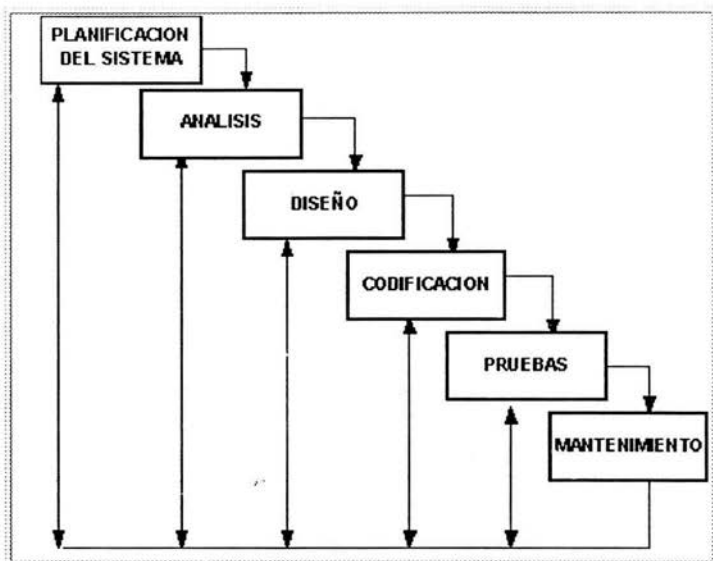 PLANIFICACION
DEL SISTEMA
ANALISIS
DISEÑO
CODIFICACION
PRUEBAS
MANTENIMIENTO